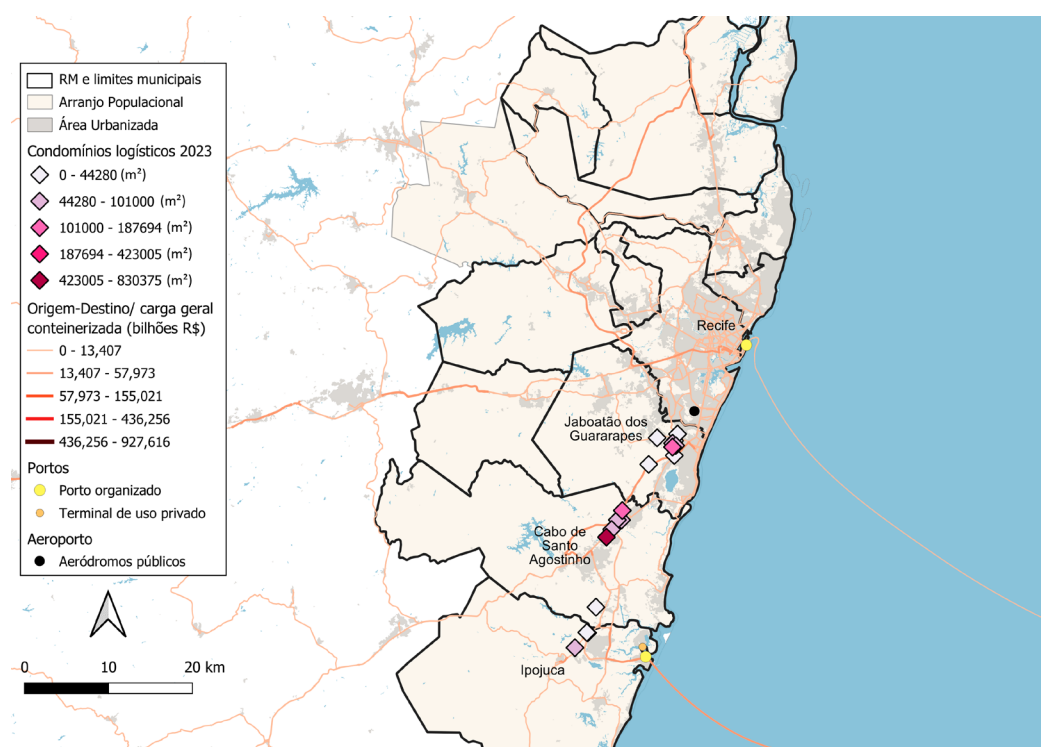 RM e limites municipais
Arranjo Populacional
Área Urbanizada
Condomínios logísticos 2023
0 - 44280 (m²)
44280 - 101000 (m²)
101000 - 187694 (m²)
187694 - 423005 (m²)
423005 - 830375 (m²)
Origem-Destino/ carga geral
conteinerizada (bilhões R$)
0 - 13,407
13,407 - 57,973
57,973 - 155,021
155,021 - 436,256
436,256 - 927,616
Portos
Porto organizado
Terminal de uso privado
Aeroporto
Aeródromos públicos
0 10 20 km
Recife
Jaboatão dos
Guararapes
Cabo de
Santo
Agostinho
Ipojuca